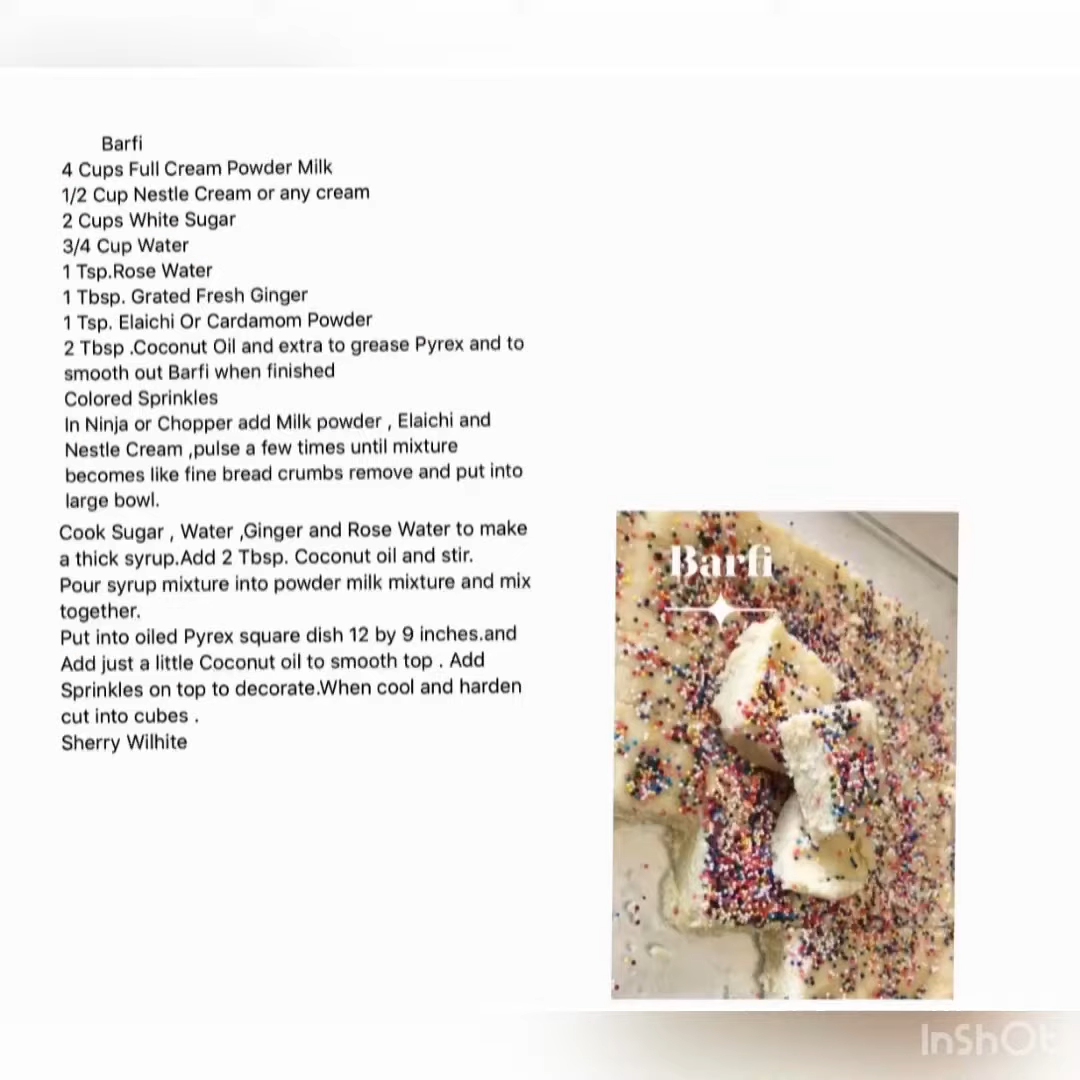 Barfi
4 Cups Full Cream Powder Milk
1/2 Cup Nestle Cream or any cream
2 Cups White Sugar
3/4 Cup Water
1 Tsp.Rose Water
1 Tbsp. Grated Fresh Ginger
1 Tsp. Elaichi Or Cardamom Powder
2 Tbsp .Coconut Oil and extra to grease Pyrex and to
smooth out Barfi when finished
Colored Sprinkles
In Ninja or Chopper add Milk powder , Elaichi and
Nestle Cream ,pulse a few times until mixture
becomes like fine bread crumbs remove and put into
large bowl.
Cook Sugar , Water ,Ginger and Rose Water to make
a thick syrup.Add 2 Tbsp. Coconut oil and stir.
Pour syrup mixture into powder milk mixture and mix
together.
Put into oiled Pyrex square dish 12 by 9 inches.and
Add just a little Coconut oil to smooth top . Add
Sprinkles on top to decorate.When cool and harden
cut into cubes .
Sherry Wilhite
Barfi
InShOt